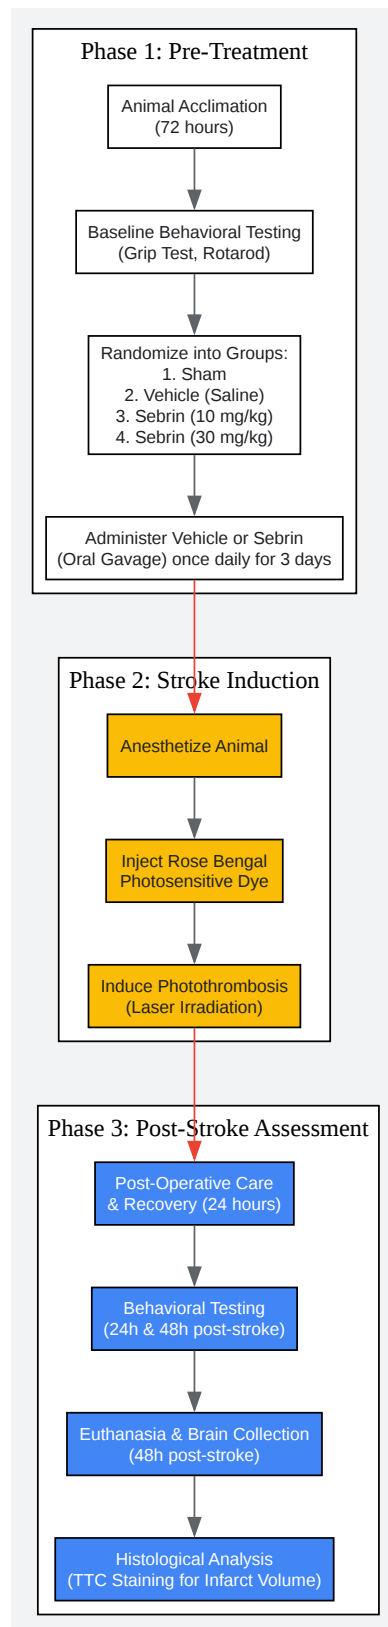 Phase 1: Pre-Treatment
Animal Acclimation
(72 hours)
Baseline Behavioral Testing
(Grip Test, Rotarod)
Randomize into Groups:
1. Sham
2. Vehicle (Saline)
3. Sebrin (10 mg/kg)
4. Sebrin (30 mg/kg)
Administer Vehicle or Sebrin
(Oral Gavage) once daily for 3 days
Phase 2: Stroke Induction
Anesthetize Animal
Inject Rose Bengal
Photosensitive Dye
Induce Photothrombosis
(Laser Irradiation)
Phase 3: Post-Stroke Assessment
Post-Operative Care
& Recovery (24 hours)
Behavioral Testing
(24h & 48h post-stroke)
Euthanasia & Brain Collection
(48h post-stroke)
Histological Analysis
(TTC Staining for Infarct Volume)